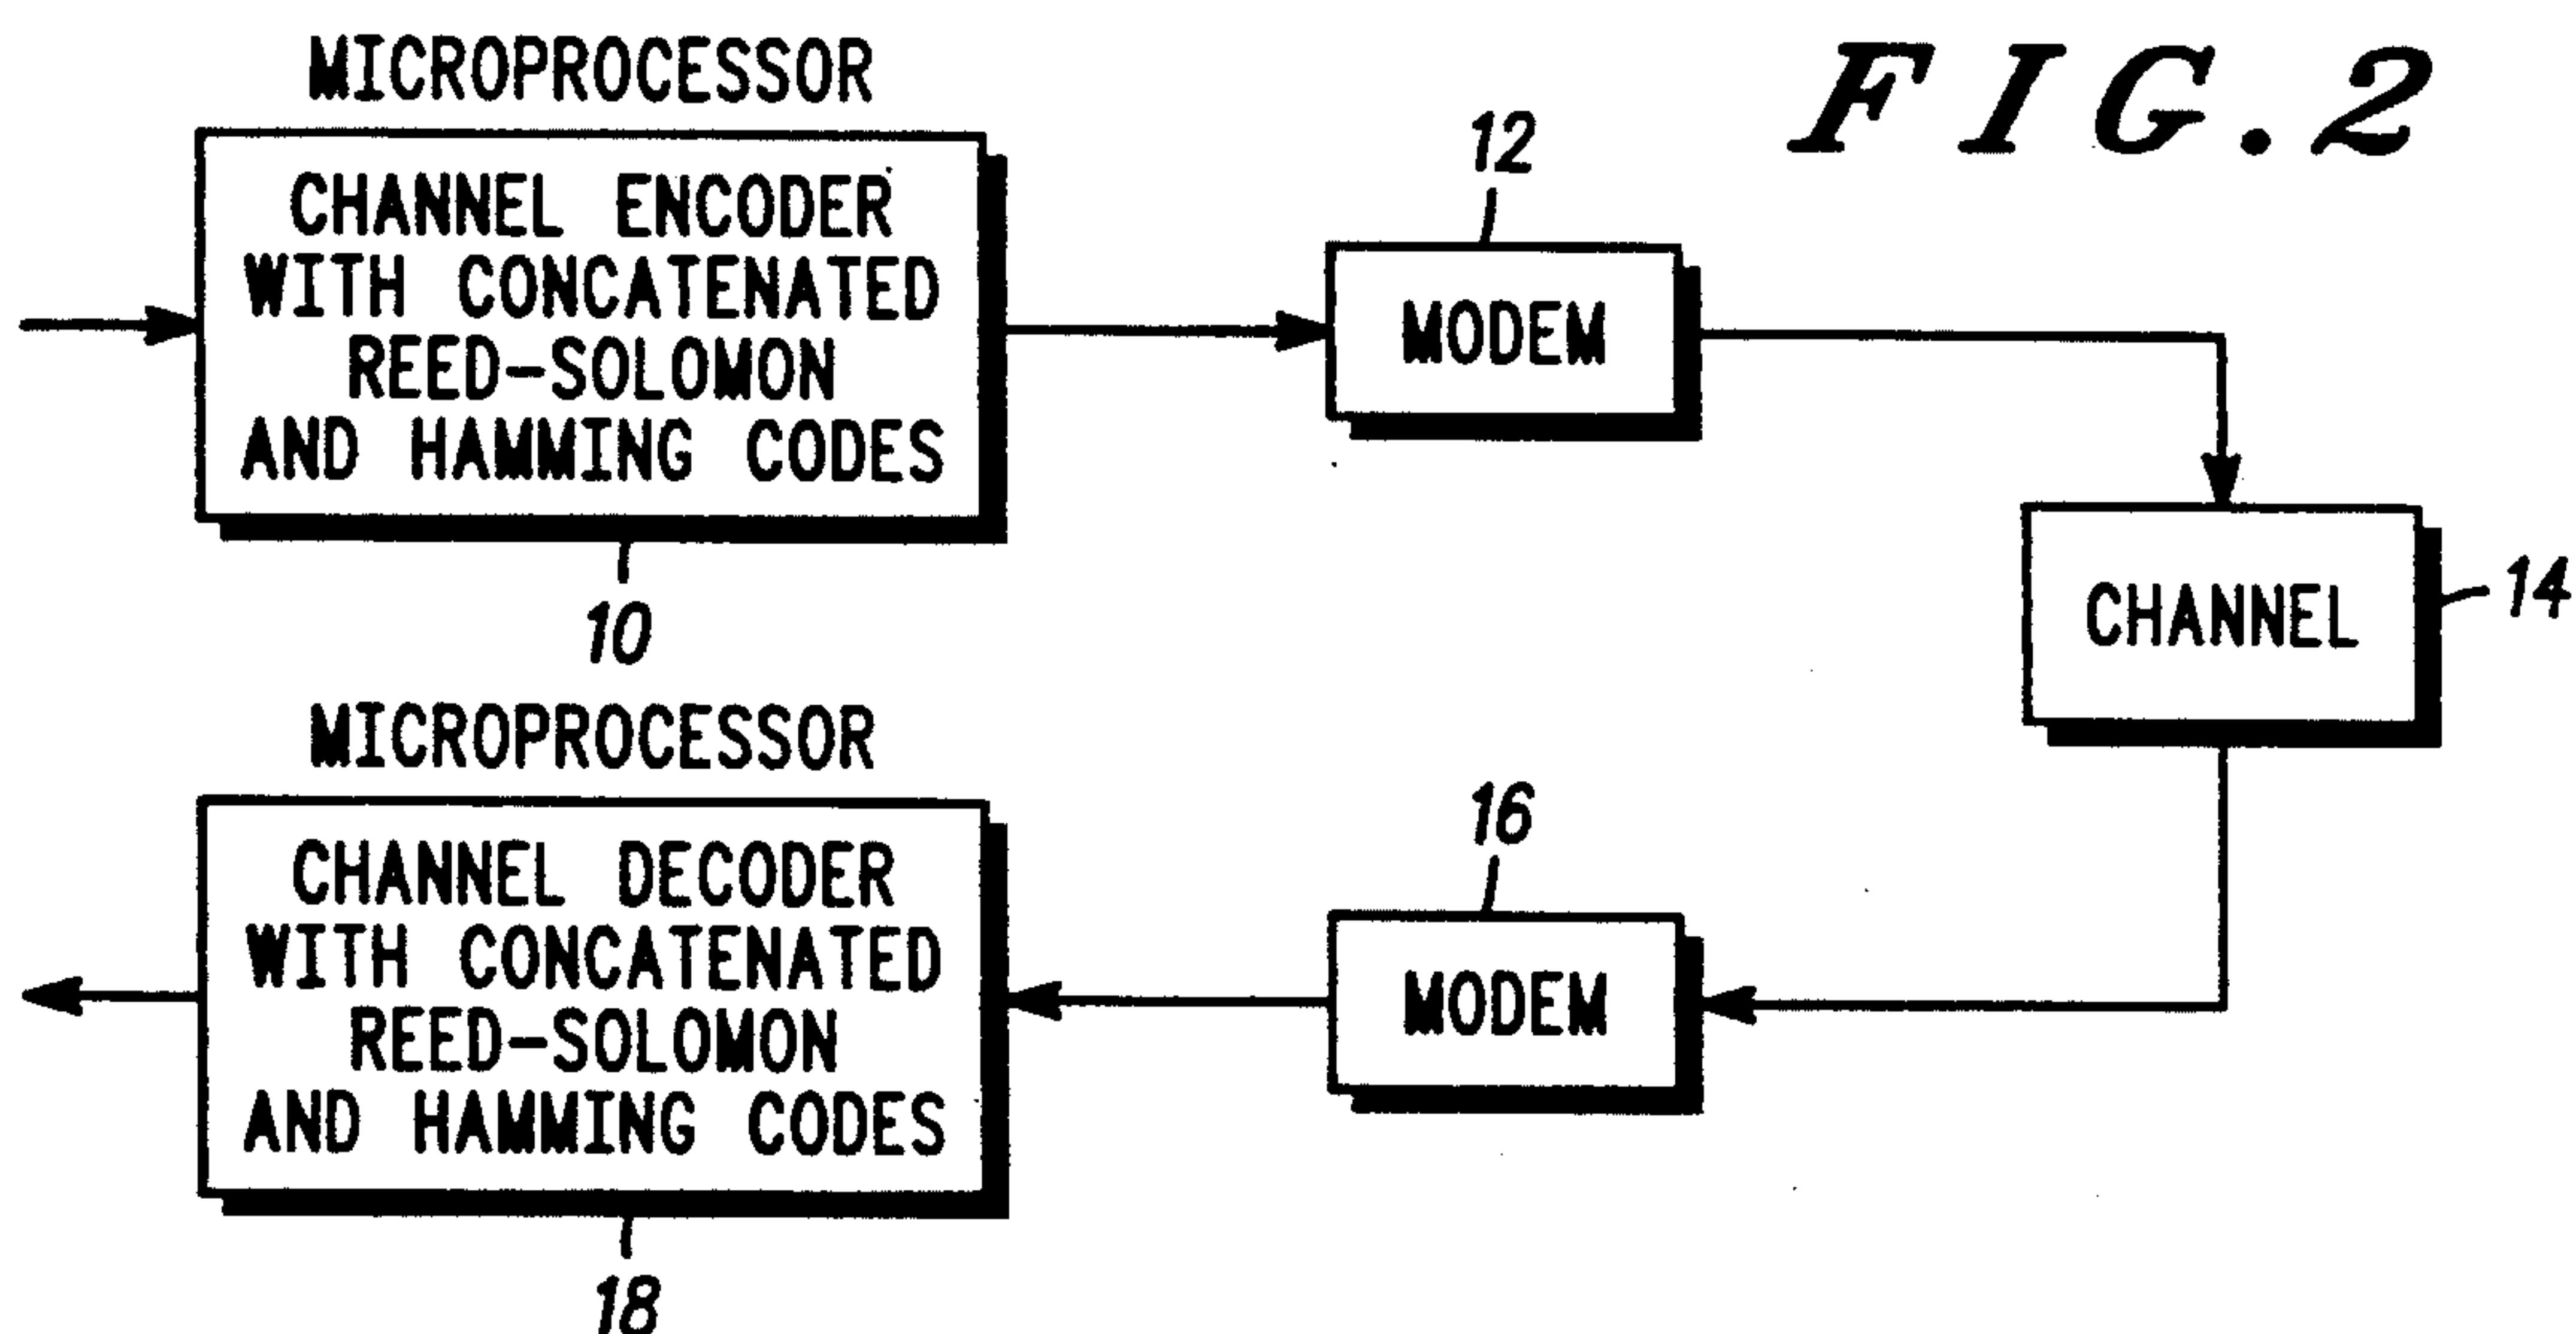 MICROPROCESSOR
FIG.2
CHANNEL ENCODER
WITH CONCATENATED
REED-SOLOMON
AND HAMMING CODES
10
12
MODEM
CHANNEL
14
MICROPROCESSOR
CHANNEL DECODER
WITH CONCATENATED
REED-SOLOMON
AND HAMMING CODES
18
16
MODEM